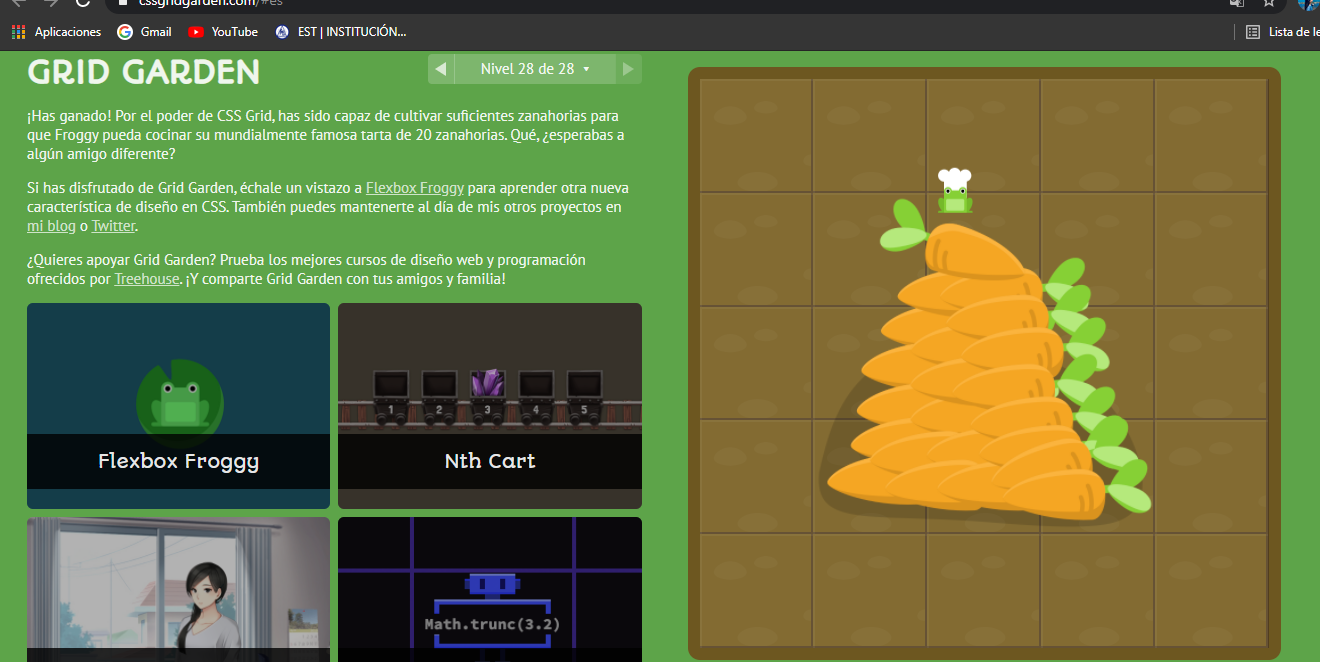 cssgridgarden.com/#es
Aplicaciones
Gmail
YouTube
EST | INSTITUCIÓN...
Lista de le
GRID GARDEN
Nivel 28 de 28
¡Has ganado! Por el poder de CSS Grid, has sido capaz de cultivar suficientes zanahorias para
que Froggy pueda cocinar su mundialmente famosa tarta de 20 zanahorias. Qué, ¿esperabas a
algún amigo diferente?
Si has disfrutado de Grid Garden, échale un vistazo a Flexbox Froggy para aprender otra nueva
característica de diseño en CSS. También puedes mantenerte al día de mis otros proyectos en
mi blog o Twitter.
¿Quieres apoyar Grid Garden? Prueba los mejores cursos de diseño web y programación
ofrecidos por Treehouse. ¡Y comparte Grid Garden con tus amigos y familia!
Flexbox Froggy
1 2 3 4 5
Nth Cart
Math.trunc(3.2)